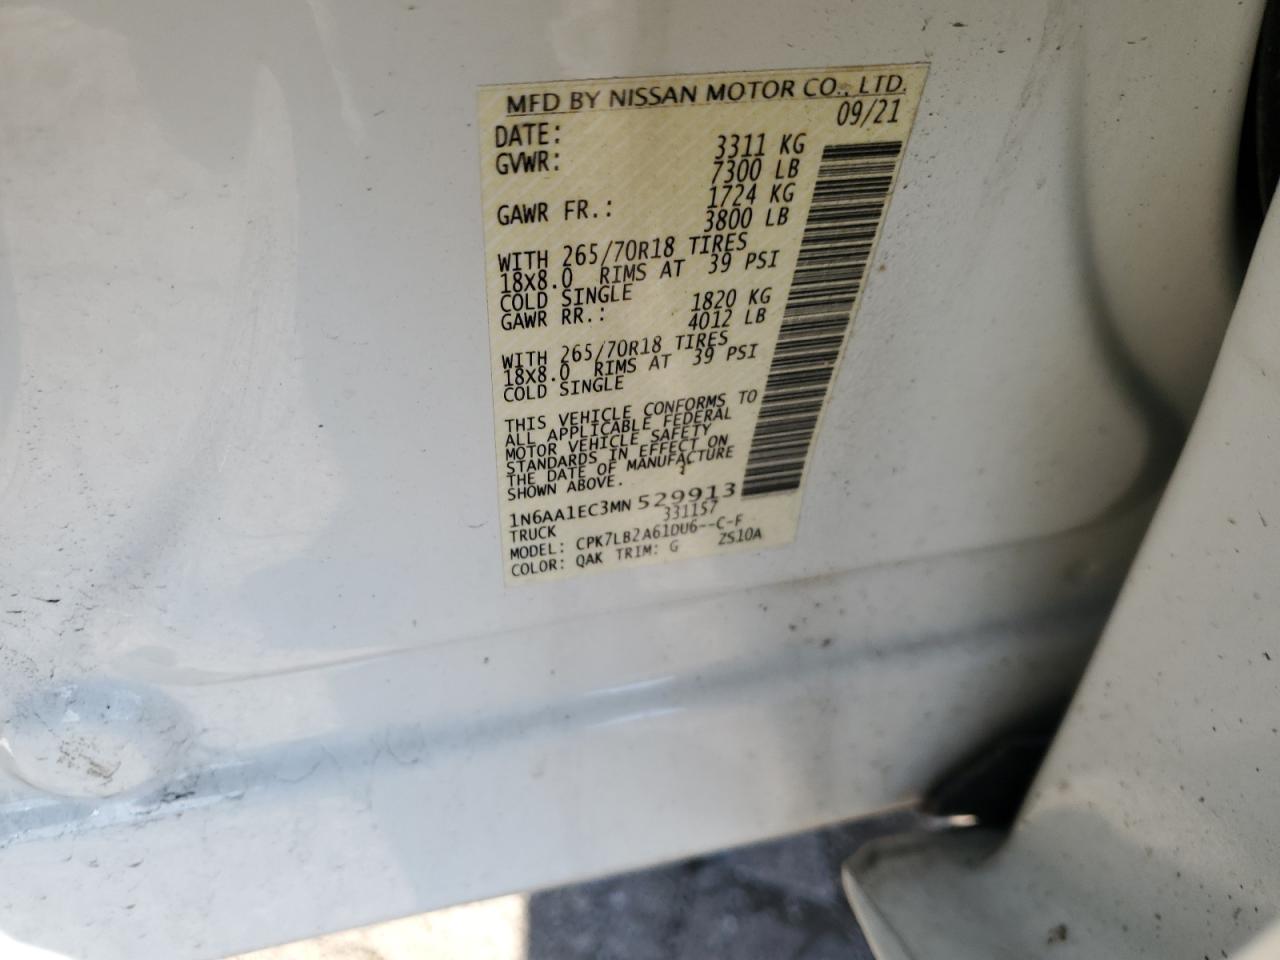 MFD BY NISSAN MOTOR CO., LTD.
DATE: 09/21
GVWR: 3311 KG
7300 LB
GAWR FR.: 1724 KG
3800 LB
WITH 265/70R18 TIRES
18X8.0 RIMS AT 39 PSI
COLD SINGLE
GAWR RR.: 1820 KG
4012 LB
WITH 265/70R18 TIRES
18X8.0 RIMS AT 39 PSI
COLD SINGLE
THIS VEHICLE CONFORMS TO
ALL APPLICABLE FEDERAL
MOTOR VEHICLE SAFETY
STANDARDS IN EFFECT ON
THE DATE OF MANUFACTURE
SHOWN ABOVE.
1N6AA1EC3MN529913
TRUCK 331157
MODEL: CPK7LB2A61DU6--C-F
COLOR: QAK TRIM: G ZS10A